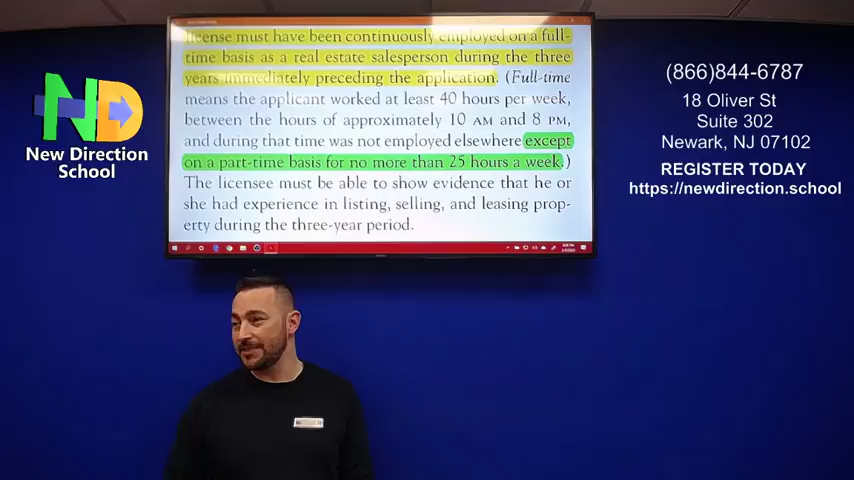 license must have been continuously employed on a full-
time basis as a real estate salesperson during the three
years immediately preceding the application. (Full-time
means the applicant worked at least 40 hours per week,
between the hours of approximately 10 AM and 8 PM,
and during that time was not employed elsewhere except
on a part-time basis for no more than 25 hours a week.)
The licensee must be able to show evidence that he or
she had experience in listing, selling, and leasing prop-
erty during the three-year period.
ND
New Direction
School
(866)844-6787
18 Oliver St
Suite 302
Newark, NJ 07102
REGISTER TODAY
https://newdirection.school